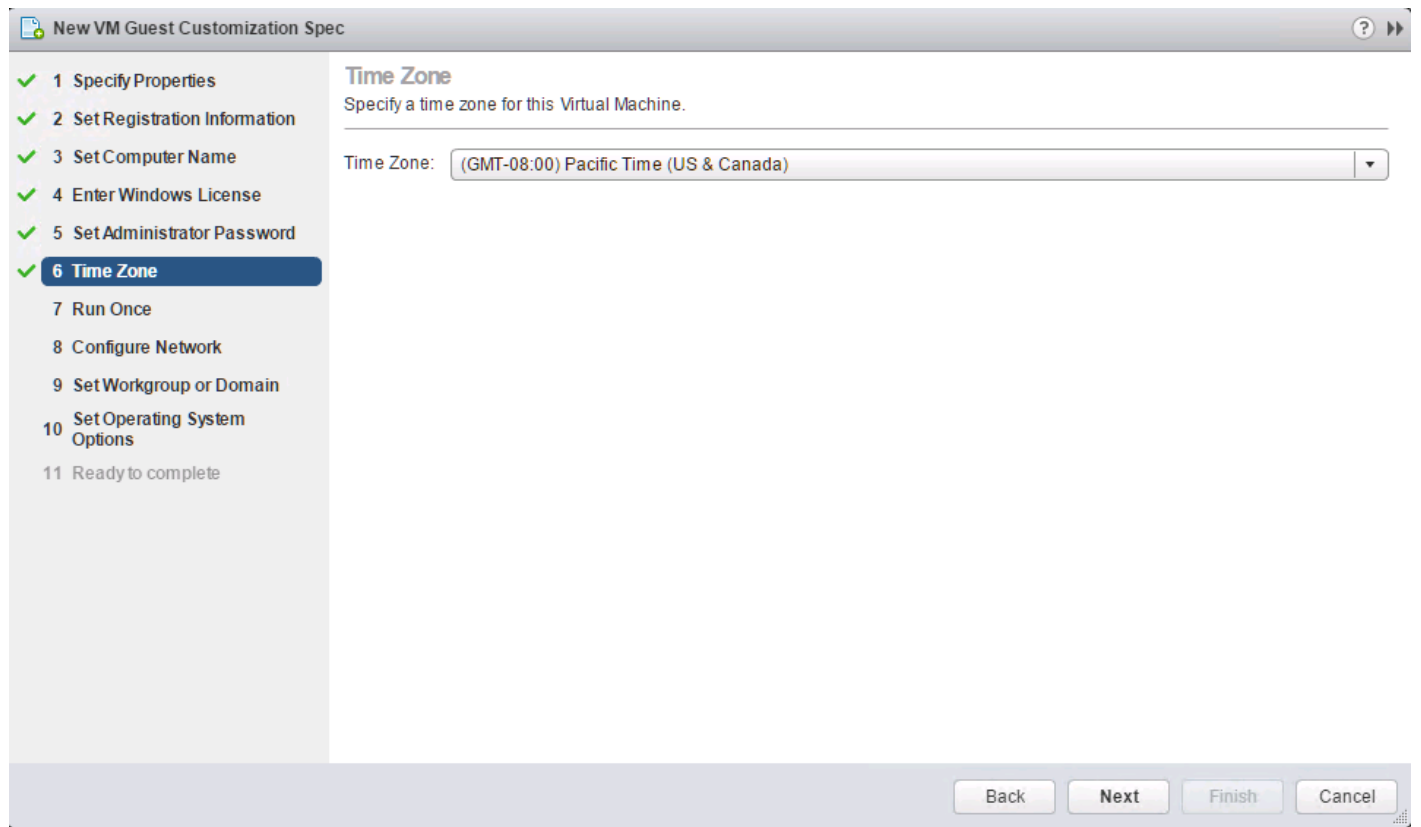 New VM Guest Customization Spec
?
1 Specify Properties
2 Set Registration Information
3 Set Computer Name
4 Enter Windows License
5 Set Administrator Password
6 Time Zone
7 Run Once
8 Configure Network
9 Set Workgroup or Domain
10 Set Operating System
Options
11 Ready to complete
Time Zone
Specify a time zone for this Virtual Machine.
Time Zone: (GMT-08:00) Pacific Time (US & Canada)
Back Next Finish Cancel